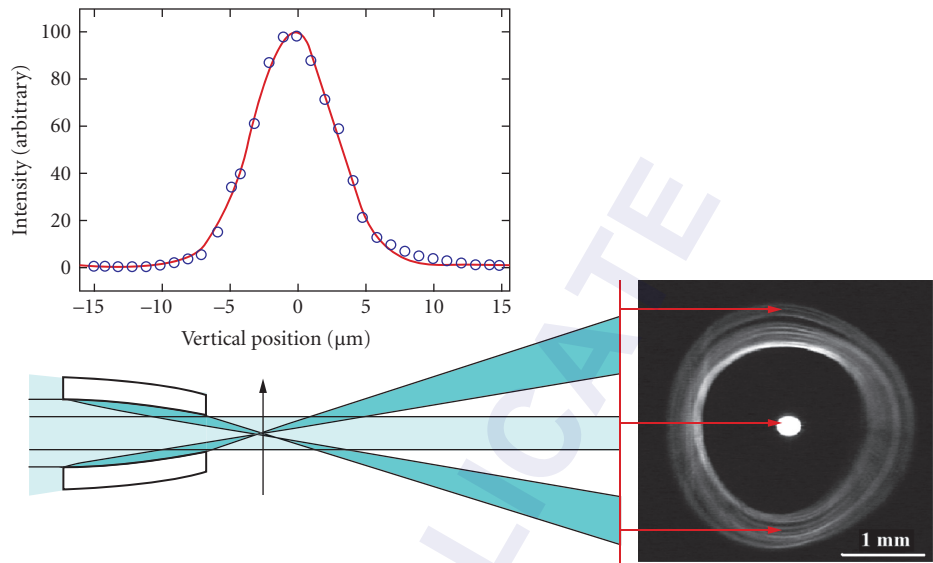 Intensity (arbitrary)
100
80
60
40
20
0
−15 −10 −5 0 5 10 15
Vertical position (µm)
LICATE
1 mm